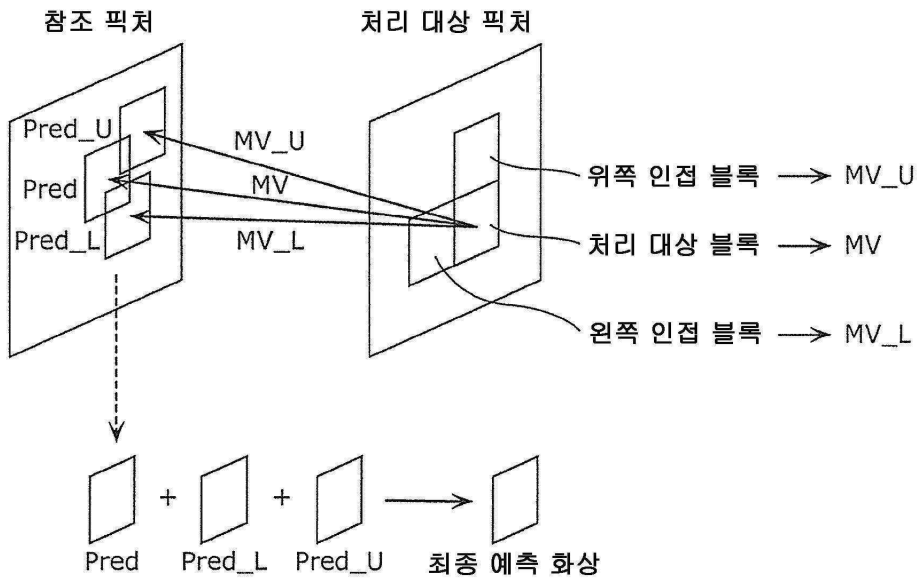 참조 픽처
처리 대상 픽처
Pred_U
MV_U
위쪽 인접 블록
MV_U
Pred
MV
처리 대상 블록
MV
Pred_L
MV_L
왼쪽 인접 블록
MV_L
+
+
Pred
Pred_L
Pred_U
최종 예측 화상